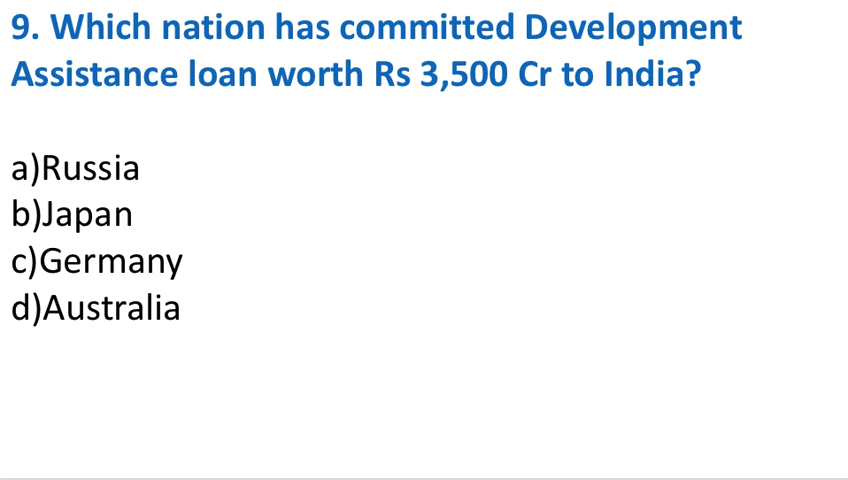 9. Which nation has committed Development
Assistance loan worth Rs 3,500 Cr to India?
a)Russia
b)Japan
c)Germany
d)Australia